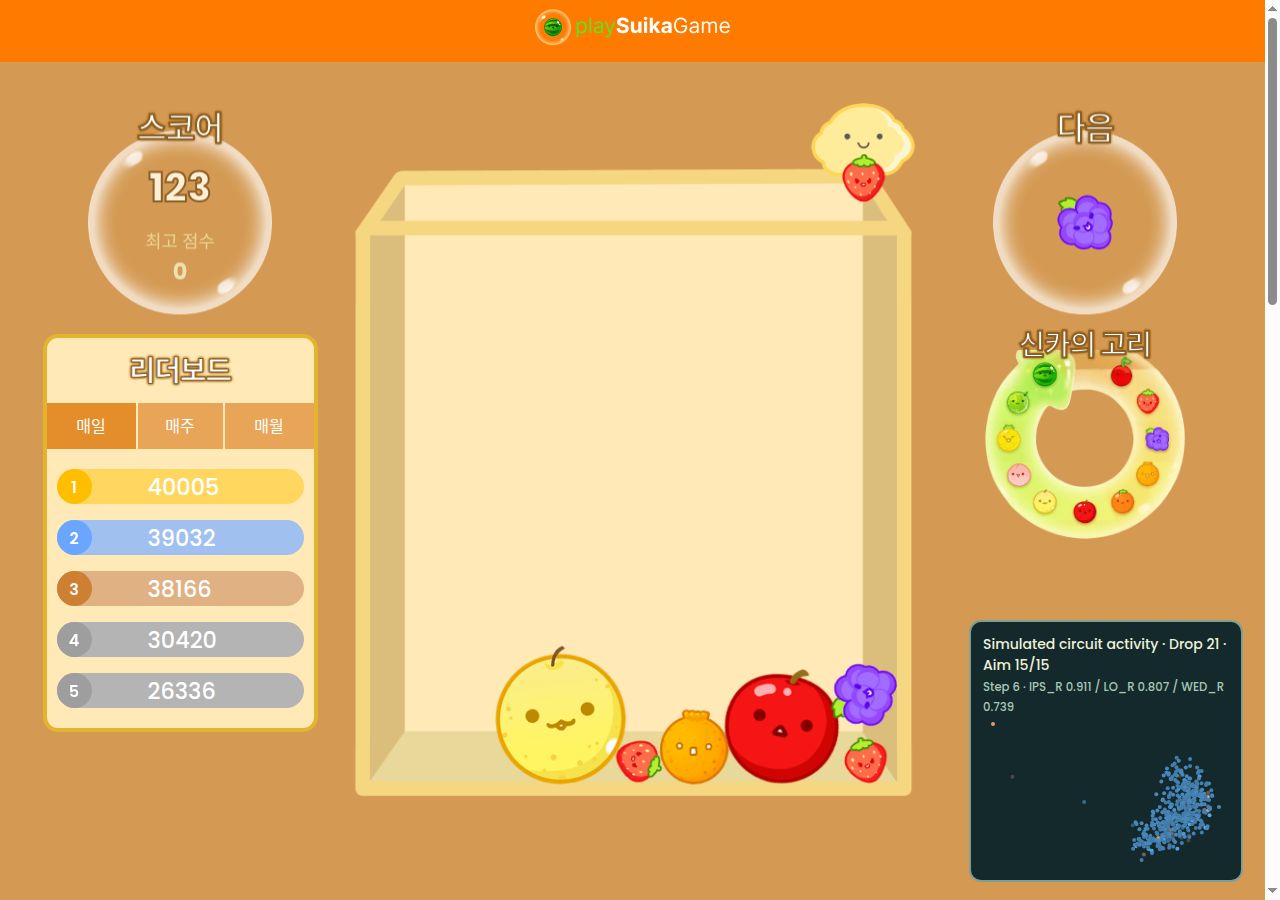 playSuikaGame
스코어
123
최고 점수
0
다음
신카의 고리
리더보드
매일 매주 매월
1 40005
2 39032
3 38166
4 30420
5 26336
Simulated circuit activity · Drop 21 ·
Aim 15/15
Step 6 · IPS_R 0.911 / LO_R 0.807 / WED_R
0.739